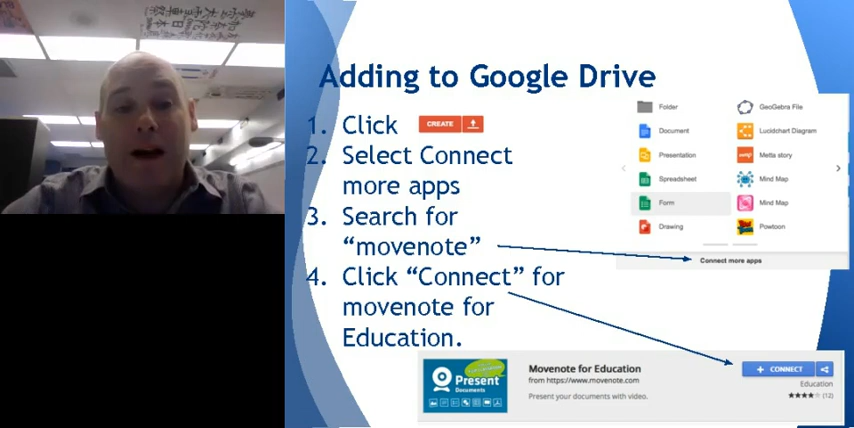 Adding to Google Drive
1. Click CREATE
2. Select Connect
more apps
3. Search for
“movenote”
4. Click “Connect” for
movenote for
Education.
Folder
GeoGebra File
Document
Lucidchart Diagram
Presentation
Metta story
Spreadsheet
Mind Map
Form
Mind Map
Drawing
Powtoon
Connect more apps
Present
Documents
Movenote for Education
from https://www.movenote.com
Present your documents with video.
+ CONNECT
Education
(12)